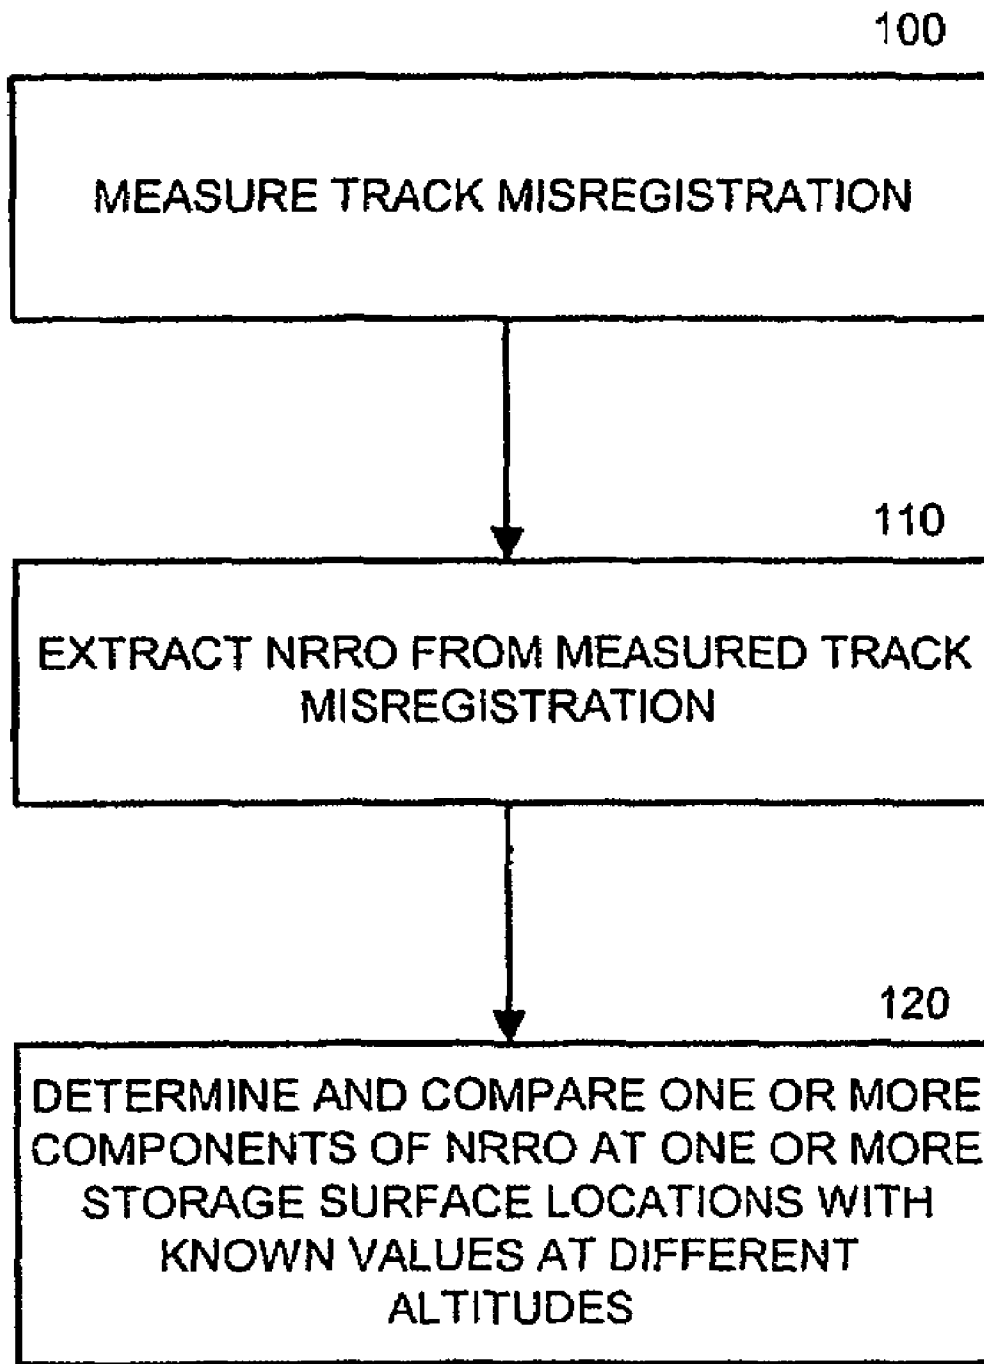 100
MEASURE TRACK MISREGISTRATION
110
EXTRACT NRRO FROM MEASURED TRACK
MISREGISTRATION
120
DETERMINE AND COMPARE ONE OR MORE
COMPONENTS OF NRRO AT ONE OR MORE
STORAGE SURFACE LOCATIONS WITH
KNOWN VALUES AT DIFFERENT
ALTITUDES